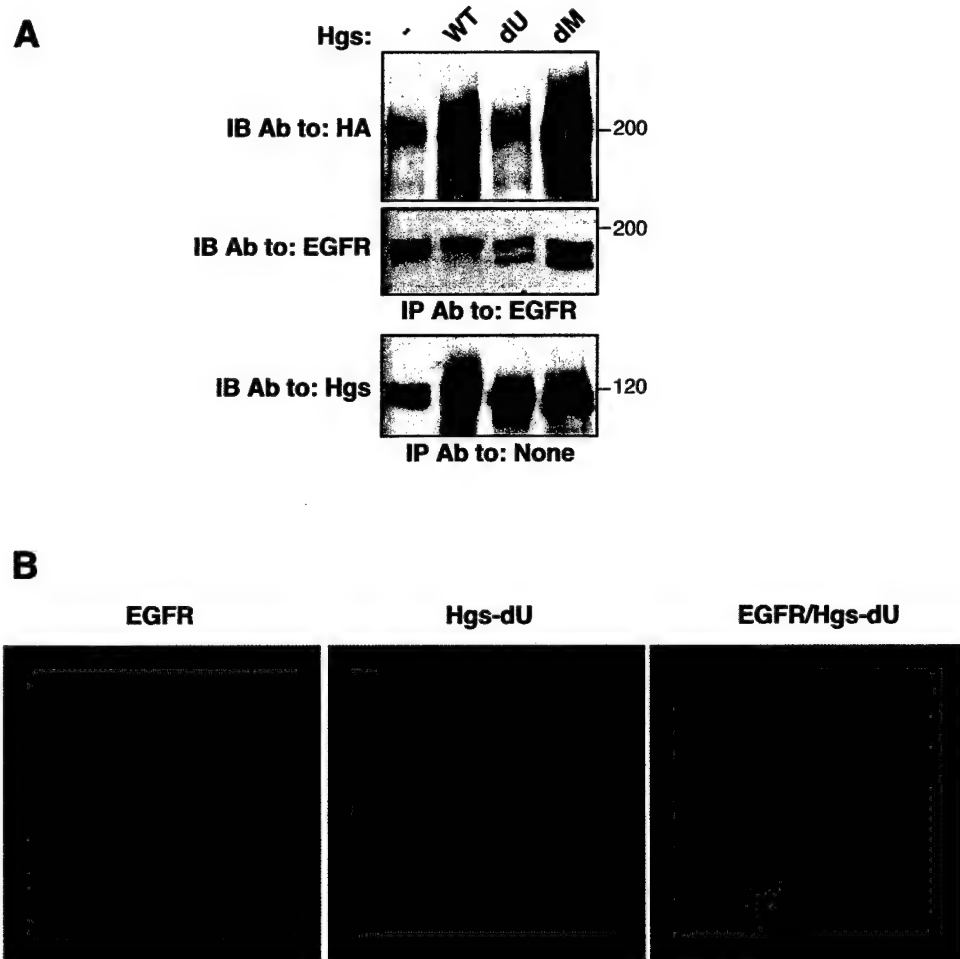 A
Hgs: - WT dU dM
IB Ab to: HA
200
IB Ab to: EGFR
200
IP Ab to: EGFR
IB Ab to: Hgs
120
IP Ab to: None
B
EGFR Hgs-dU EGFR/Hgs-dU